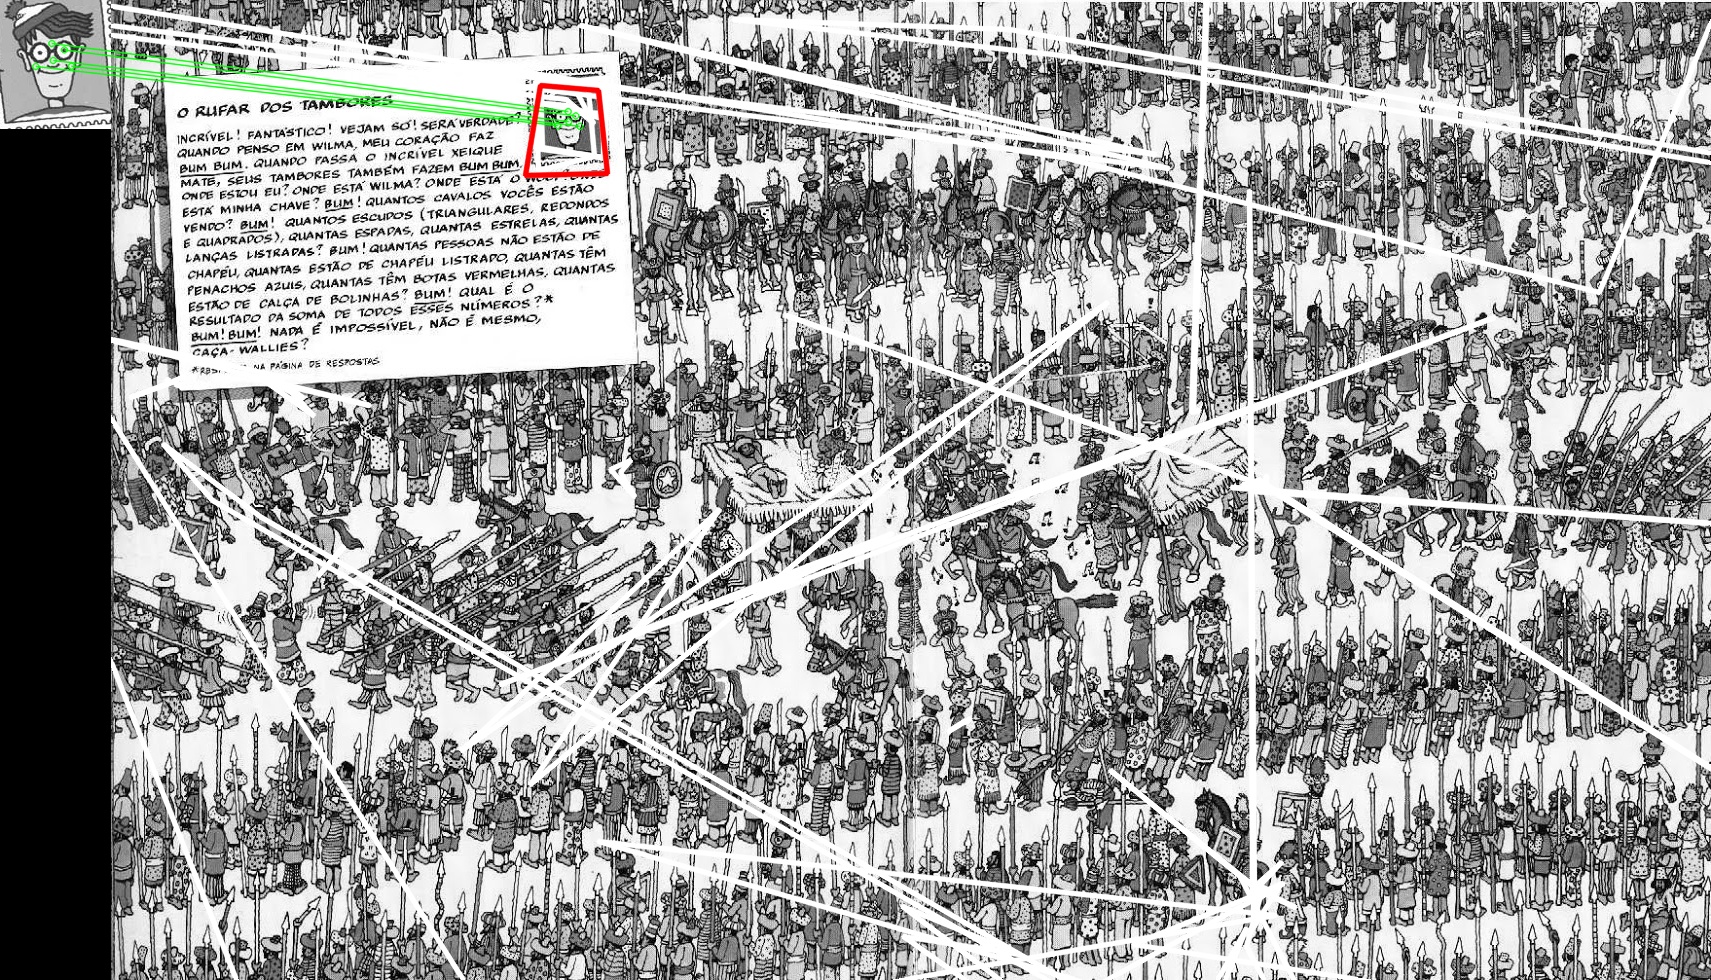 O RUFAR DOS TAMBORES
INCRÍVEL! FANTÁSTICO! VEJAM SÓ! SERÁ VERDADE?
QUANDO PENSO EM WILMA, MEU CORAÇÃO FAZ
BUM BUM. QUANDO PASSA O INCRÍVEL XEIQUE
MATE, SEUS TAMBORES TAMBÉM FAZEM BUM BUM.
ONDE ESTOU EU? ONDE ESTÁ WILMA? ONDE ESTÁ O
ESTÁ MINHA CHAVE? BUM! QUANTOS CAVALOS VOCÊS ESTÃO
VENDO? BUM! QUANTOS ESCUDOS (TRIANGULARES, REDONDOS
E QUADRADOS), QUANTAS ESPADAS, QUANTAS ESTRELAS, QUANTAS
LANÇAS LISTRADAS? BUM! QUANTAS PESSOAS NÃO ESTÃO DE
CHAPÉU, QUANTAS ESTÃO DE CHAPÉU LISTRADO, QUANTAS TÊM
PENACHOS AZUIS, QUANTAS TÊM BOTAS VERMELHAS, QUANTAS
ESTÃO DE CALÇA DE BOLINHAS? BUM! QUAL É O
RESULTADO DA SOMA DE TODOS ESSES NÚMEROS?*
BUM! BUM! NADA É IMPOSSÍVEL, NÃO É MESMO,
CAÇA-WALLIES?
NA PÁGINA DE RESPOSTAS